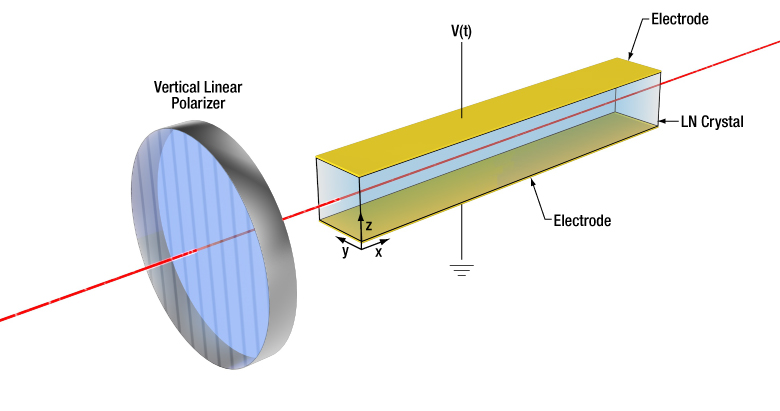 Electrode
V(t)
Vertical Linear
Polarizer
LN Crystal
z
y
x
Electrode